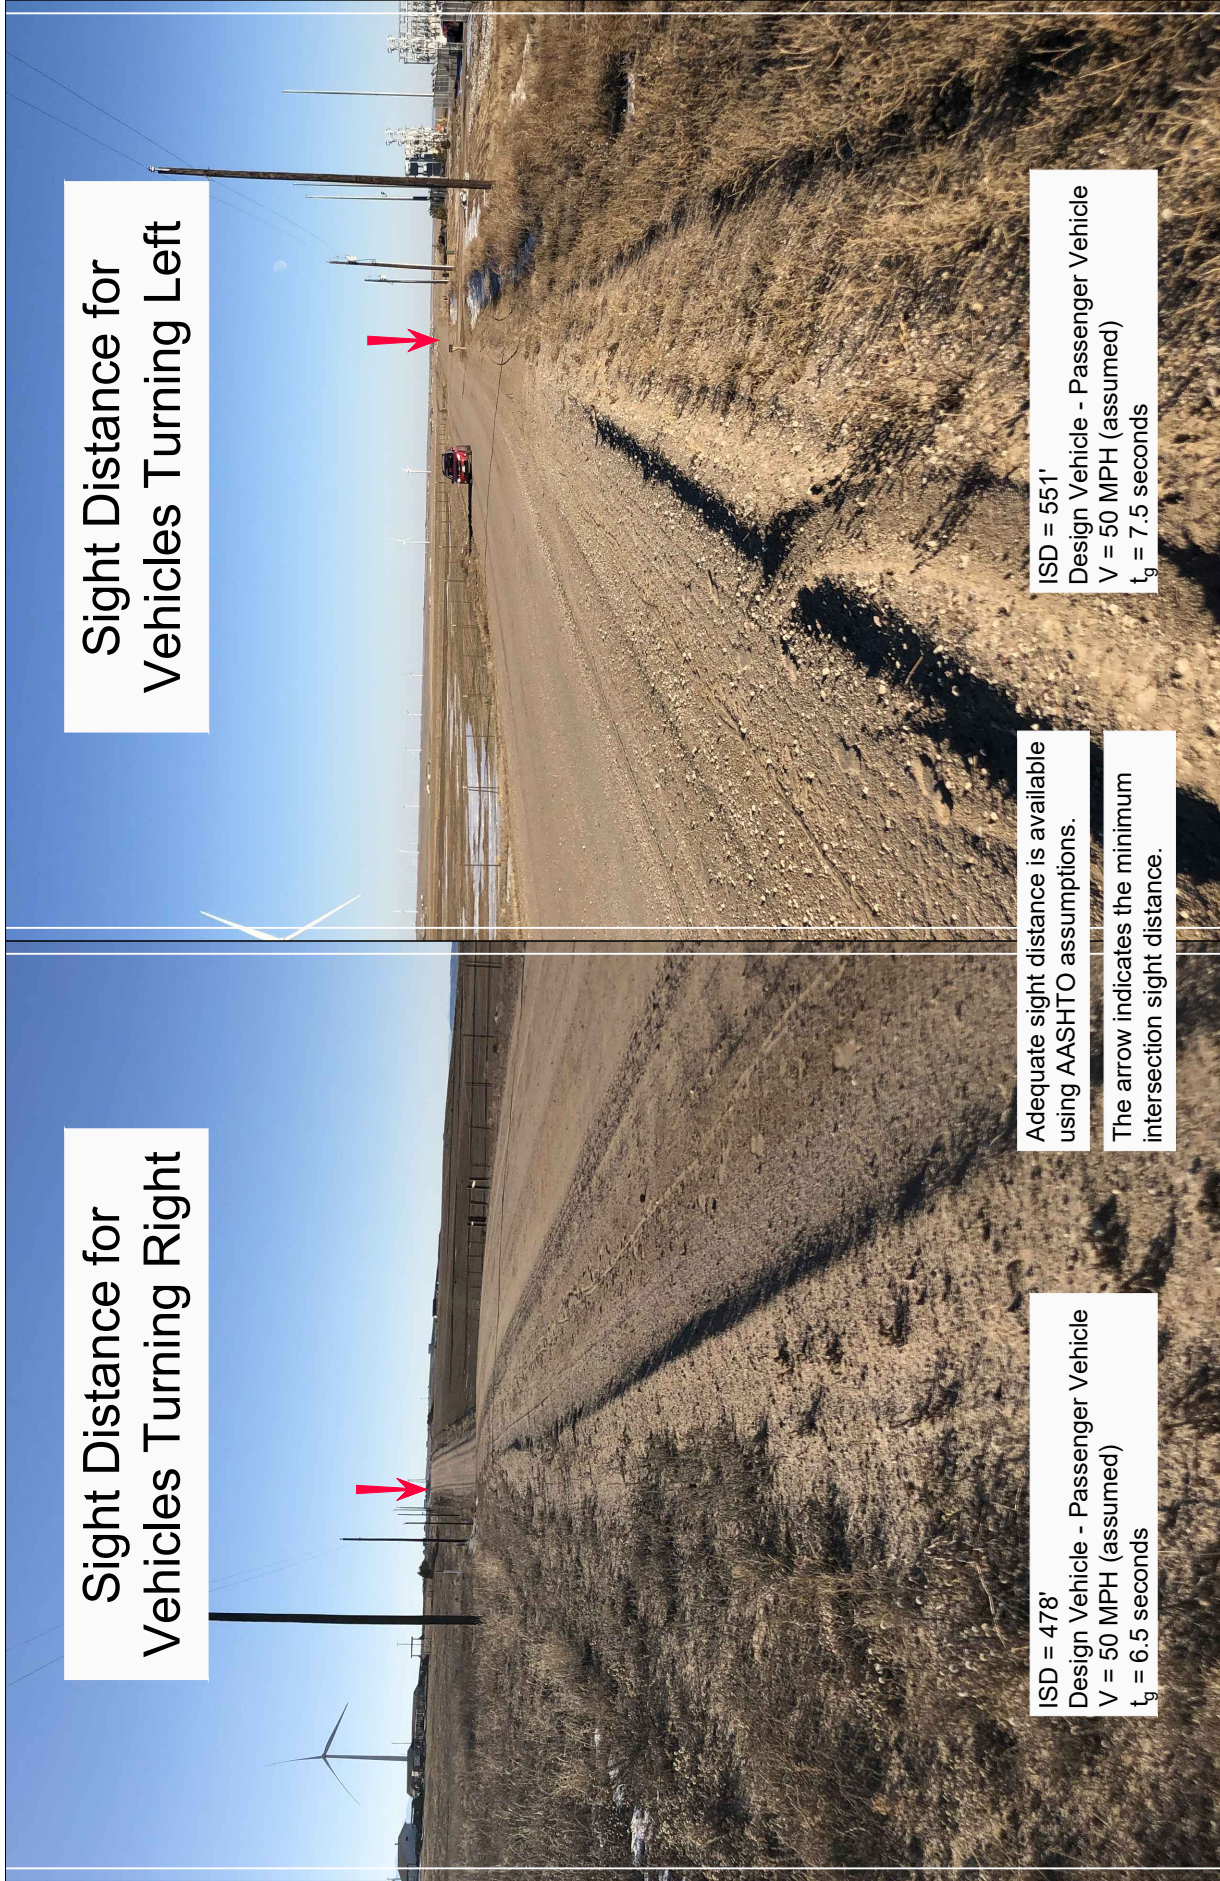 Sight Distance for
Vehicles Turning Right
ISD = 478'
Design Vehicle - Passenger Vehicle
V = 50 MPH (assumed)
tg = 6.5 seconds
Sight Distance for
Vehicles Turning Left
Adequate sight distance is available
using AASHTO assumptions.
The arrow indicates the minimum
intersection sight distance.
ISD = 551'
Design Vehicle - Passenger Vehicle
V = 50 MPH (assumed)
tg = 7.5 seconds